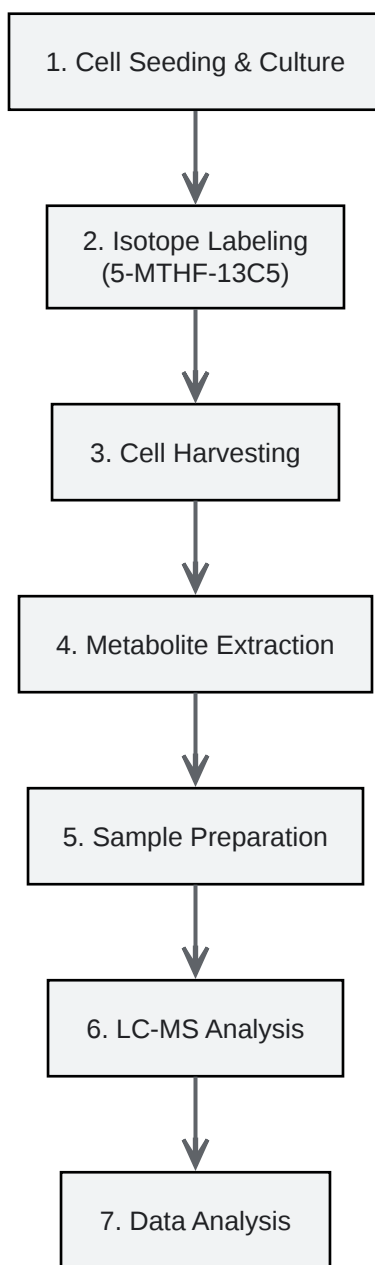 1. Cell Seeding & Culture
2. Isotope Labeling
(5-MTHF-13C5)
3. Cell Harvesting
4. Metabolite Extraction
5. Sample Preparation
6. LC-MS Analysis
7. Data Analysis